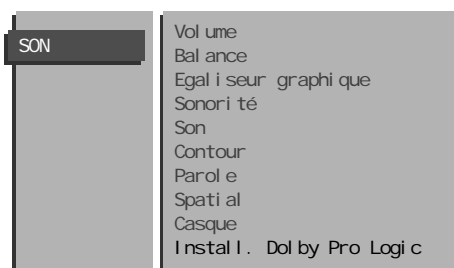 SON
Volume
Balance
Egaliseur graphique
Sonorité
Son
Contour
Parole
Spatial
Casque
Install. Dolby Pro Logic